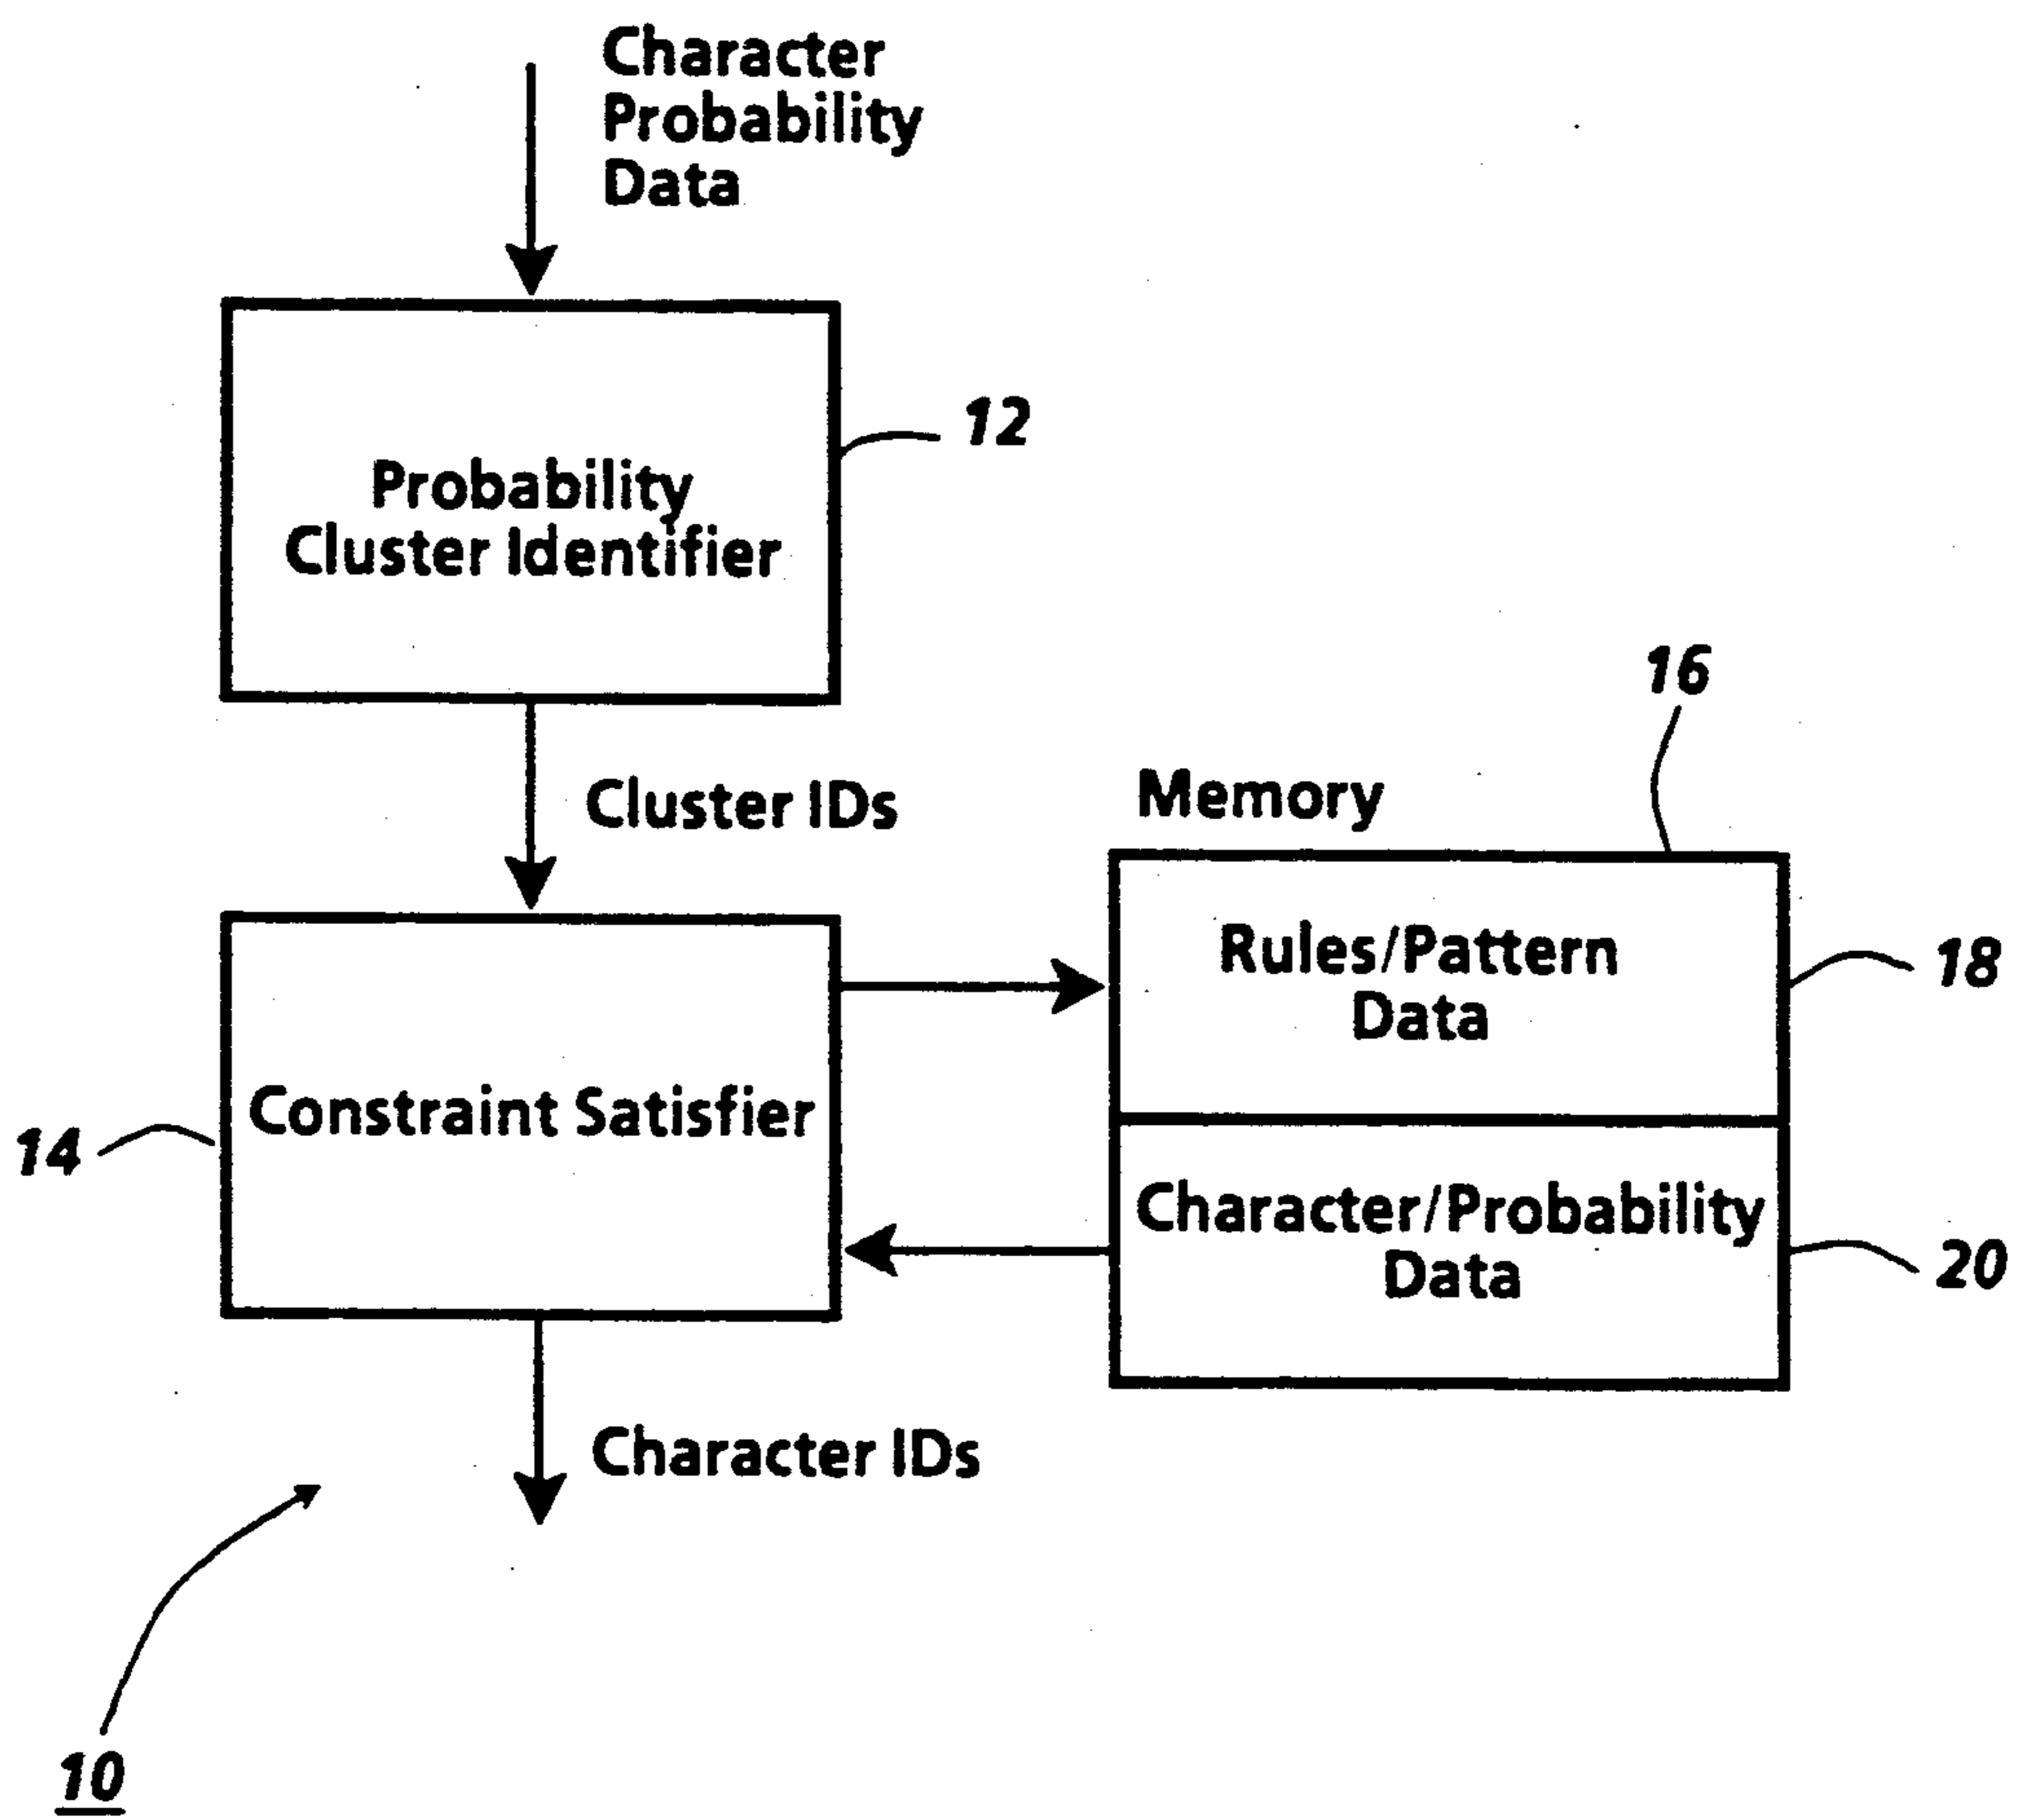 Character
Probability
Data
12
Probability
Cluster Identifier
16
Cluster IDs
Memory
Rules/Pattern
Data
18
Constraint Satisfier
14
Character/Probability
Data
20
Character IDs
10